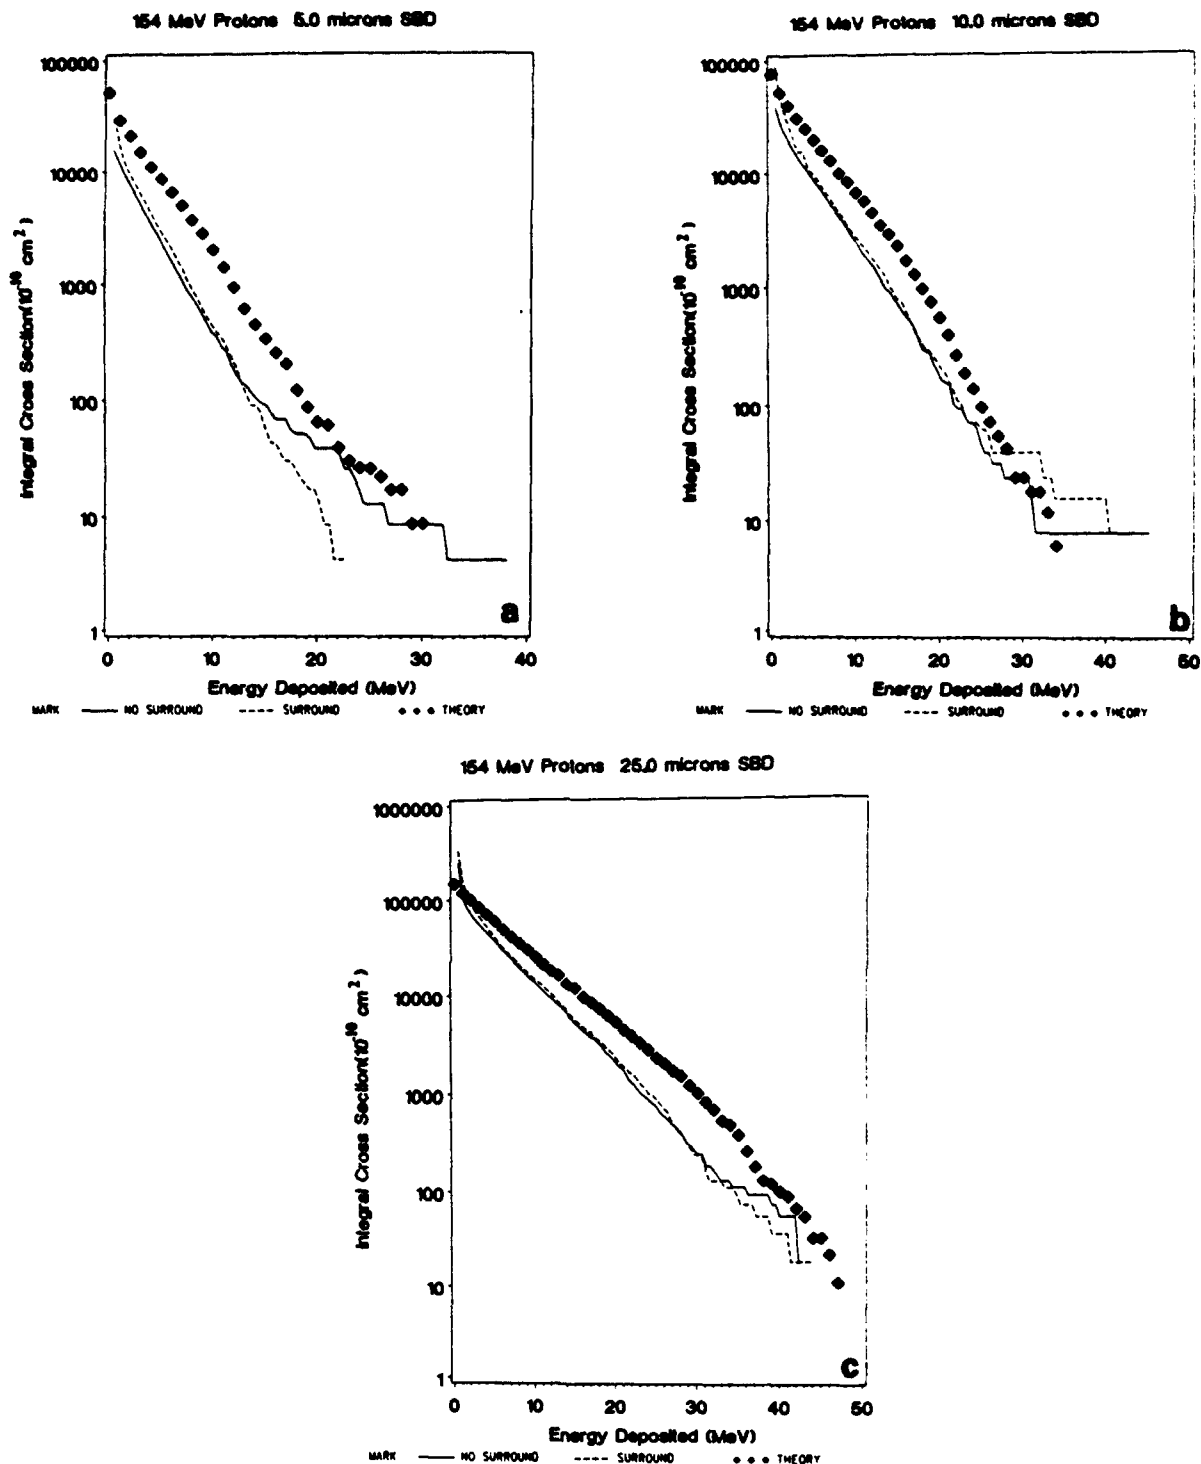 154 MeV Protons 5.0 microns SBD
100000
10000
1000
100
10
1
Integral Cross Section(10⁻¹⁶ cm²)
0 10 20 30 40
Energy Deposited (MeV)
a
MARK NO SURROUND SURROUND THEORY
154 MeV Protons 10.0 microns SBD
100000
10000
1000
100
10
1
Integral Cross Section(10⁻¹⁶ cm²)
0 10 20 30 40 50
Energy Deposited (MeV)
b
MARK NO SURROUND SURROUND THEORY
154 MeV Protons 25.0 microns SBD
1000000
100000
10000
1000
100
10
1
Integral Cross Section(10⁻¹⁶ cm²)
0 10 20 30 40 50
Energy Deposited (MeV)
c
MARK NO SURROUND SURROUND THEORY